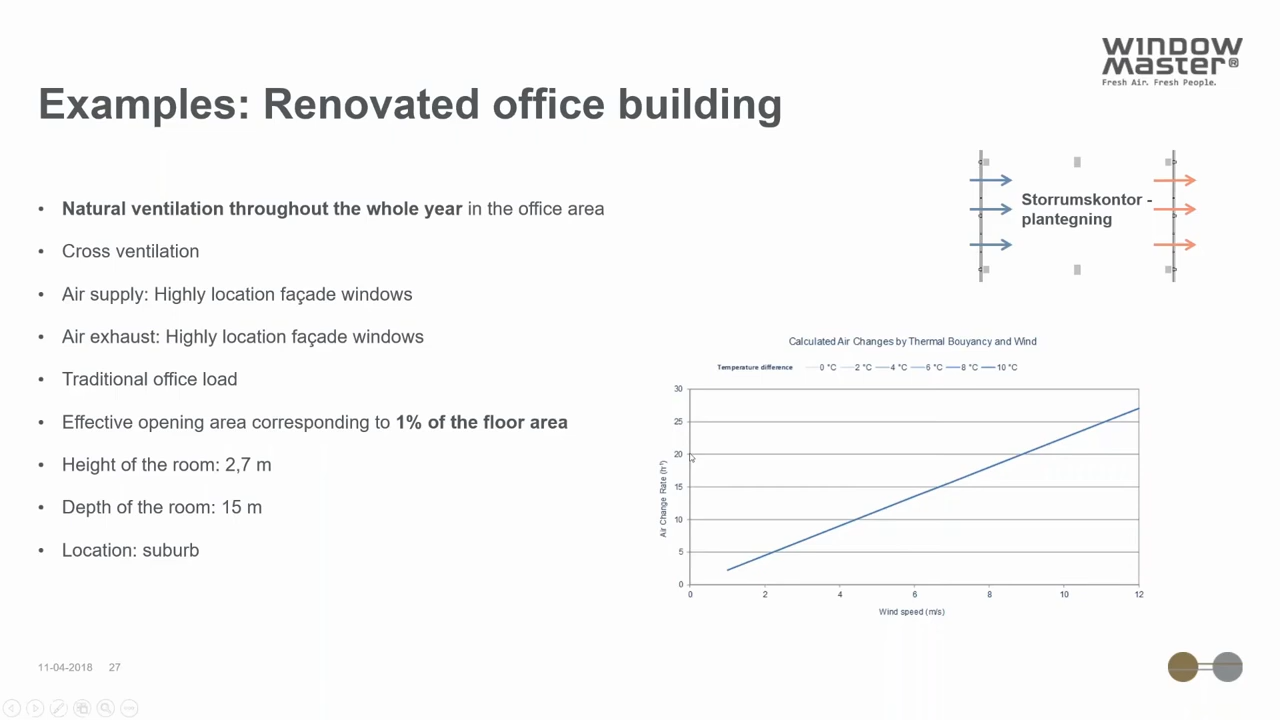 WINDOW
Master®
Fresh Air. Fresh People.
Examples: Renovated office building
• Natural ventilation throughout the whole year in the office area
• Cross ventilation
• Air supply: Highly location façade windows
• Air exhaust: Highly location façade windows
• Traditional office load
• Effective opening area corresponding to 1% of the floor area
• Height of the room: 2,7 m
• Depth of the room: 15 m
• Location: suburb
Storrumskontor -
plantegning
Calculated Air Changes by Thermal Bouyancy and Wind
Temperature difference 0 °C 2 °C 4 °C 6 °C 8 °C 10 °C
30
25
20
15
10
5
0
Air Change Rate (h⁻¹)
0 2 4 6 8 10 12
Wind speed (m/s)
11-04-2018 27